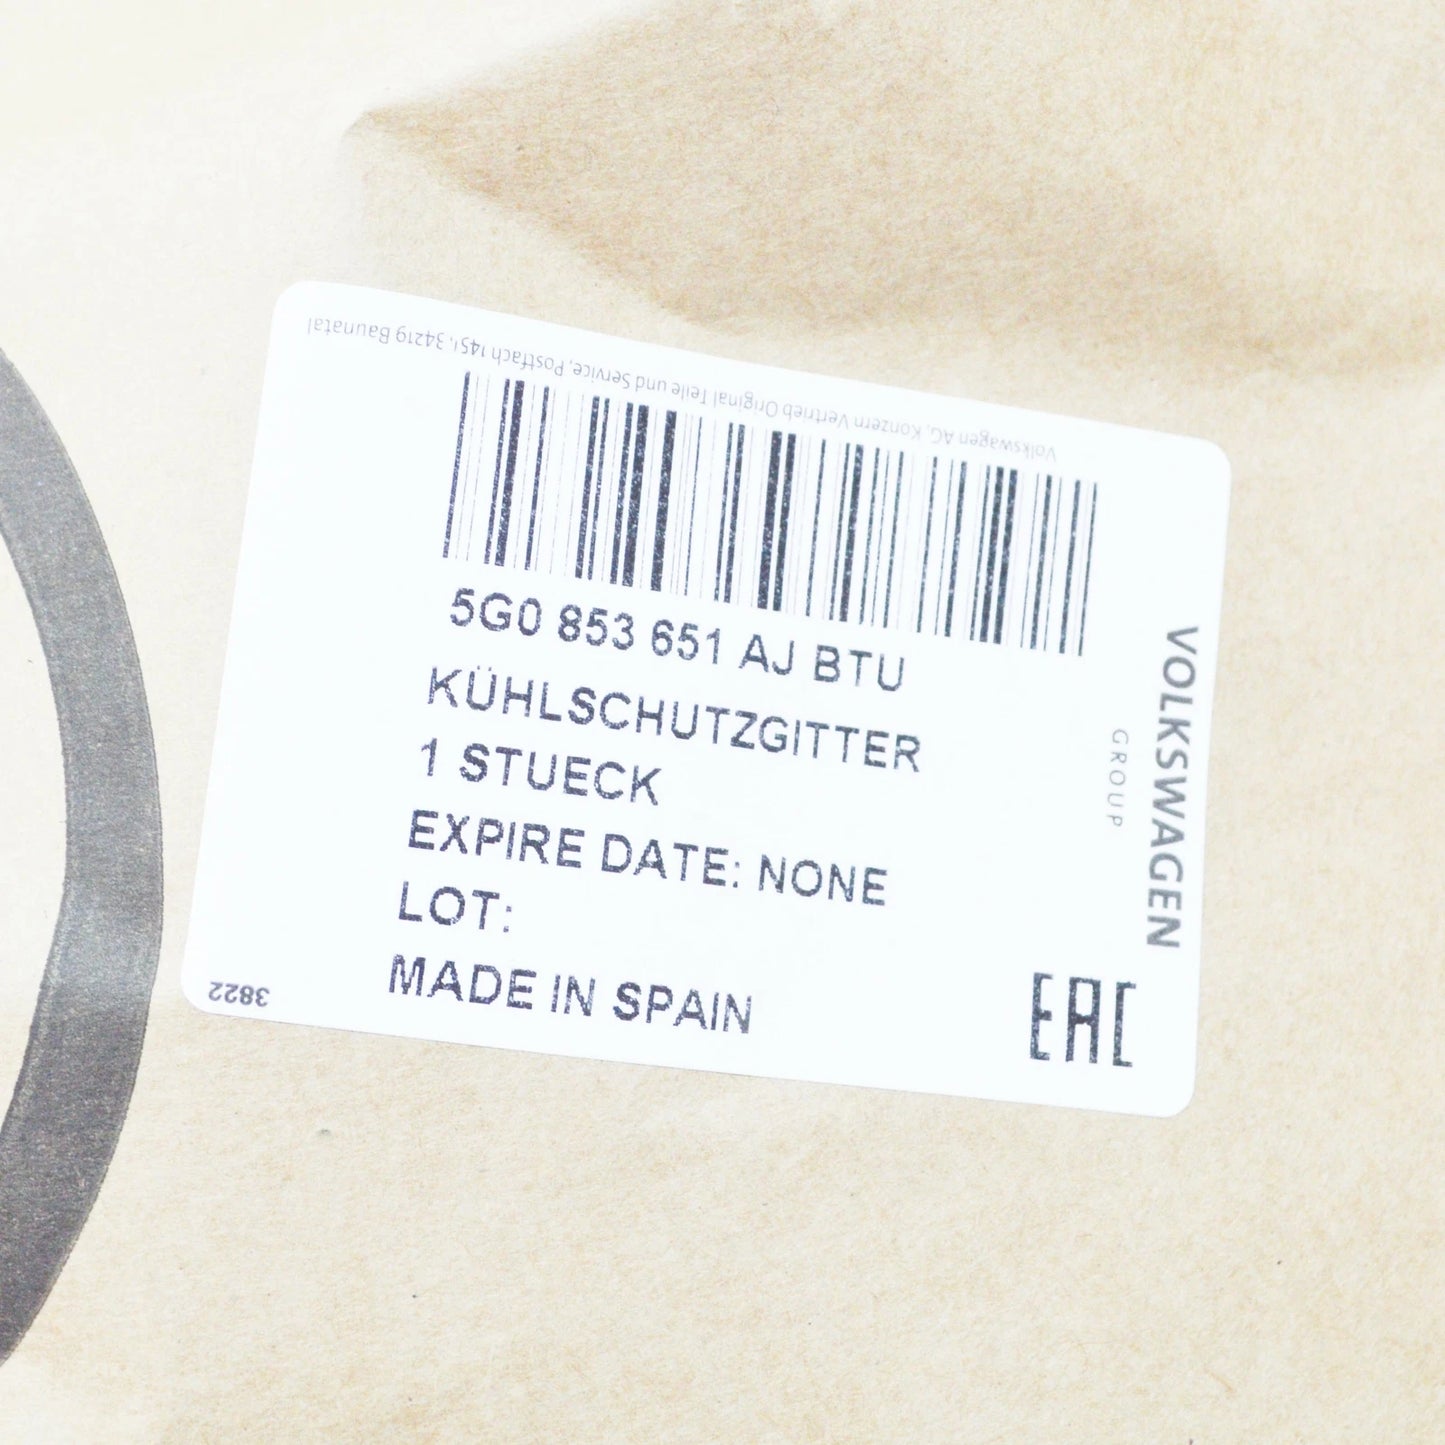 Volkswagen AG, Konzern Vertrieb Original Teile und Service, Postfach 1451, 34219 Baunatal
5G0 853 651 AJ BTU
KÜHLSCHUTZGITTER
1 STUECK
EXPIRE DATE: NONE
LOT:
MADE IN SPAIN
VOLKSWAGEN
GROUP
EAC
3822